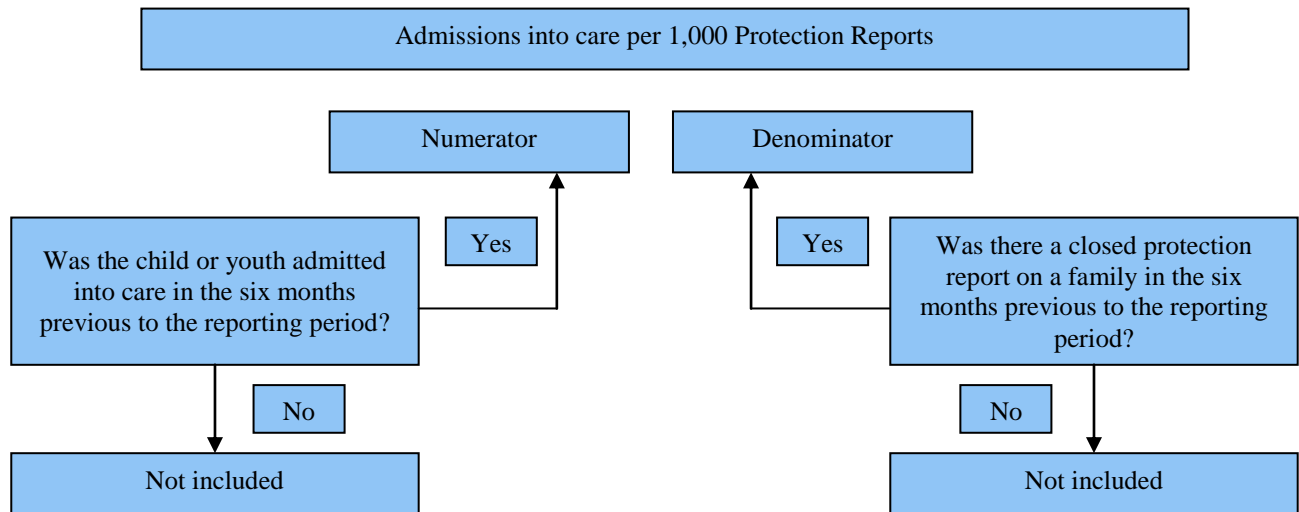 Admissions into care per 1,000 Protection Reports
Numerator
Denominator
Yes
Yes
Was the child or youth admitted
into care in the six months
previous to the reporting period?
Was there a closed protection
report on a family in the six
months previous to the reporting
period?
No
No
Not included
Not included